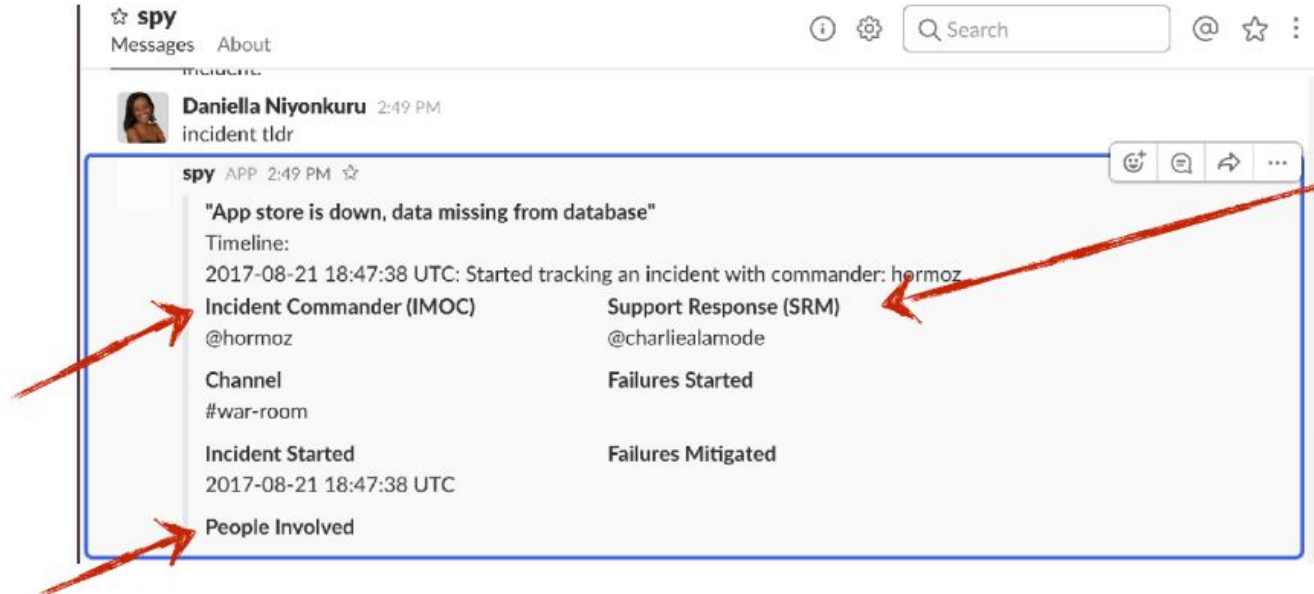 ☆ spy
Messages About
Search
incident.
Daniella Niyonkuru 2:49 PM
incident tldr
spy APP 2:49 PM ☆
"App store is down, data missing from database"
Timeline:
2017-08-21 18:47:38 UTC: Started tracking an incident with commander: hormoz
Incident Commander (IMOC) Support Response (SRM)
@hormoz @charliealamode
Channel Failures Started
#war-room
Incident Started Failures Mitigated
2017-08-21 18:47:38 UTC
People Involved